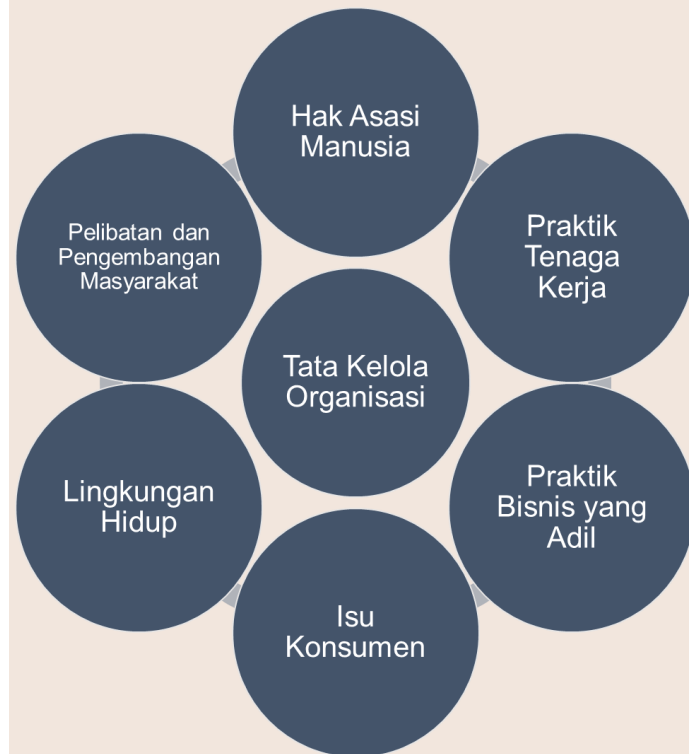 Hak Asasi
Manusia
Praktik
Tenaga
Kerja
Pelibatan dan
Pengembangan
Masyarakat
Tata Kelola
Organisasi
Lingkungan
Hidup
Praktik
Bisnis yang
Adil
Isu
Konsumen